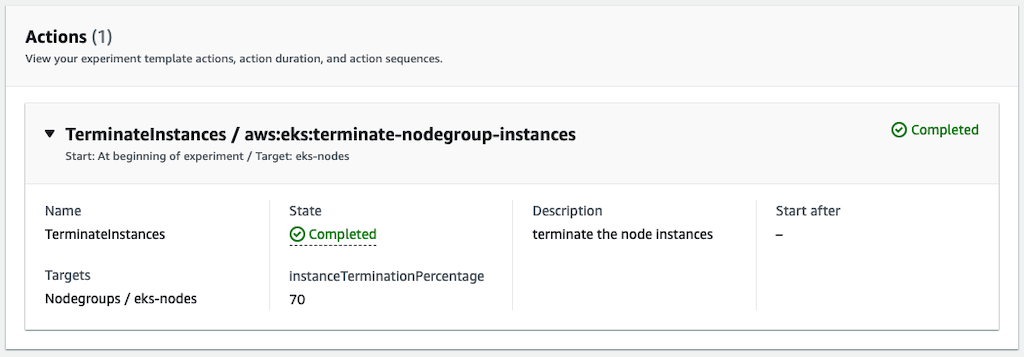 Actions (1)
View your experiment template actions, action duration, and action sequences.
TerminateInstances / aws:eks:terminate-nodegroup-instances
Completed
Start: At beginning of experiment / Target: eks-nodes
Name
TerminateInstances
State
Completed
Description
terminate the node instances
Start after
–
Targets
Nodegroups / eks-nodes
instanceTerminationPercentage
70